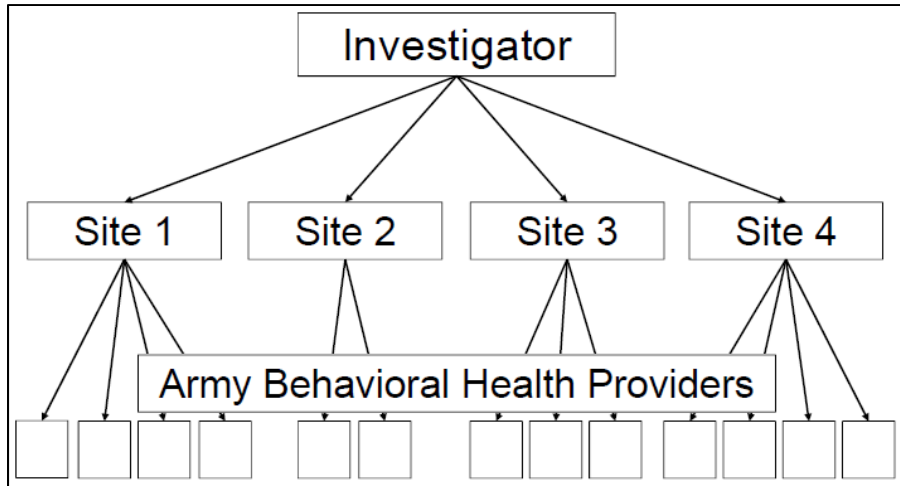 Investigator
Site 1
Site 2
Site 3
Site 4
Army Behavioral Health Providers